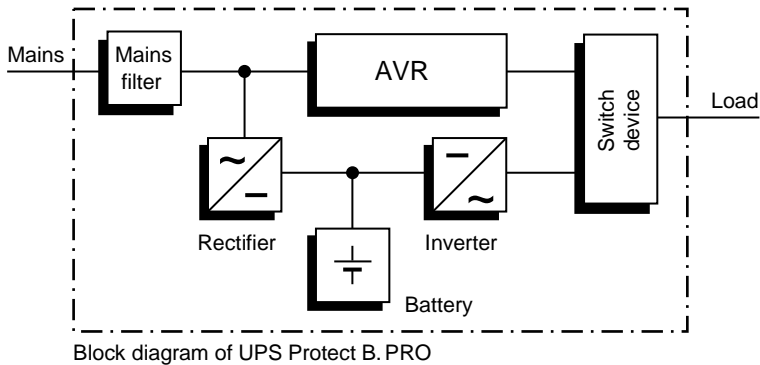 Mains
Mains
filter
AVR
Switch
device
Load
Rectifier
Inverter
Battery
Block diagram of UPS Protect B. PRO